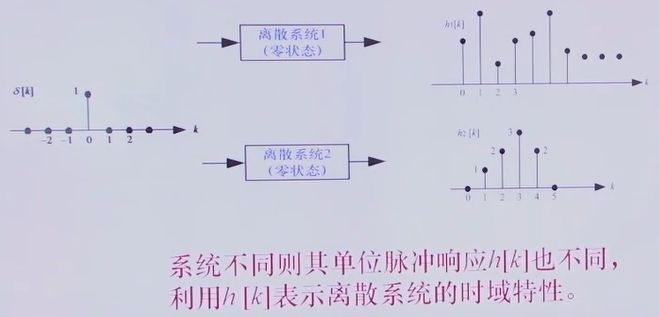 离散系统1
(零状态)
h₁[k]
0 1 2 3
k
δ[k]
1
-2 -1 0 1 2
k
离散系统2
(零状态)
h₂[k]
1 2 3 2
0 1 2 3 4 5
k
系统不同则其单位脉冲响应h[k]也不同，
利用h [k]表示离散系统的时域特性。